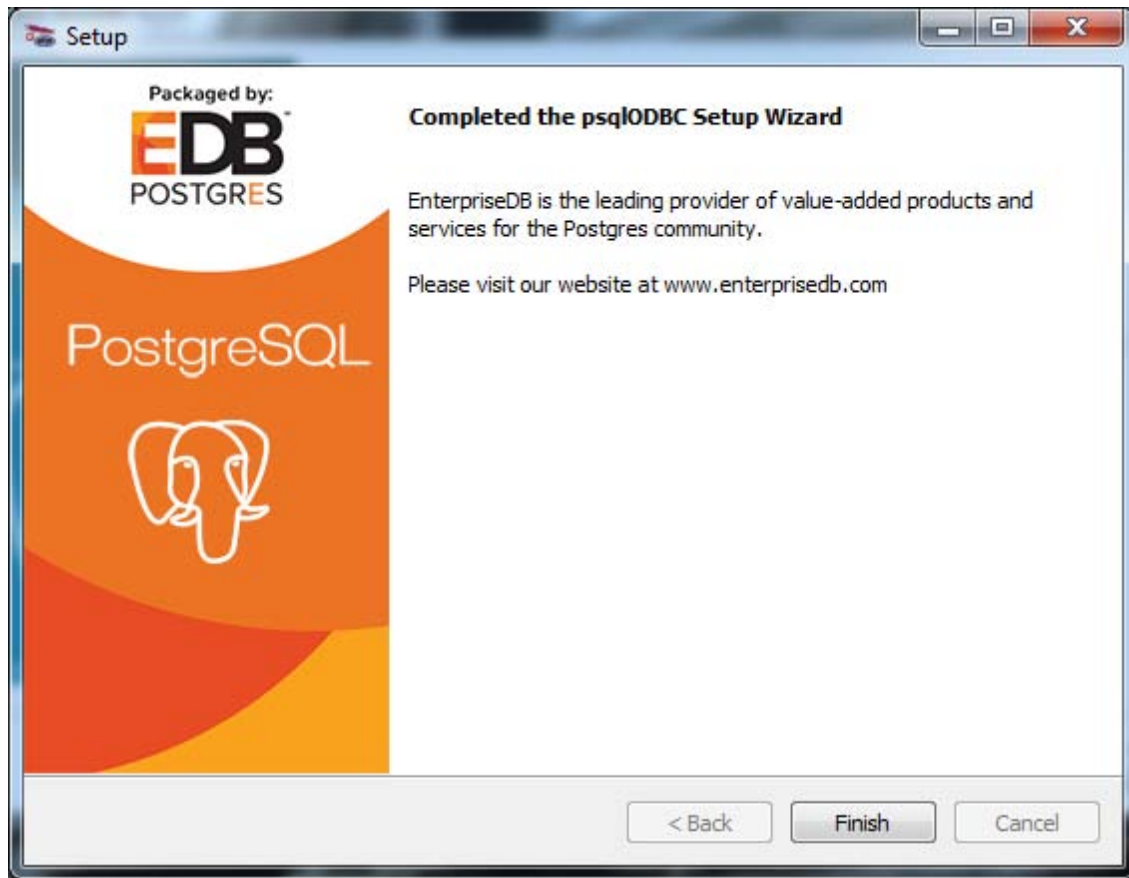 Setup
Packaged by:
EDB
POSTGRES
PostgreSQL
Completed the psqlODBC Setup Wizard
EnterpriseDB is the leading provider of value-added products and
services for the Postgres community.
Please visit our website at www.enterprisedb.com
< Back
Finish
Cancel